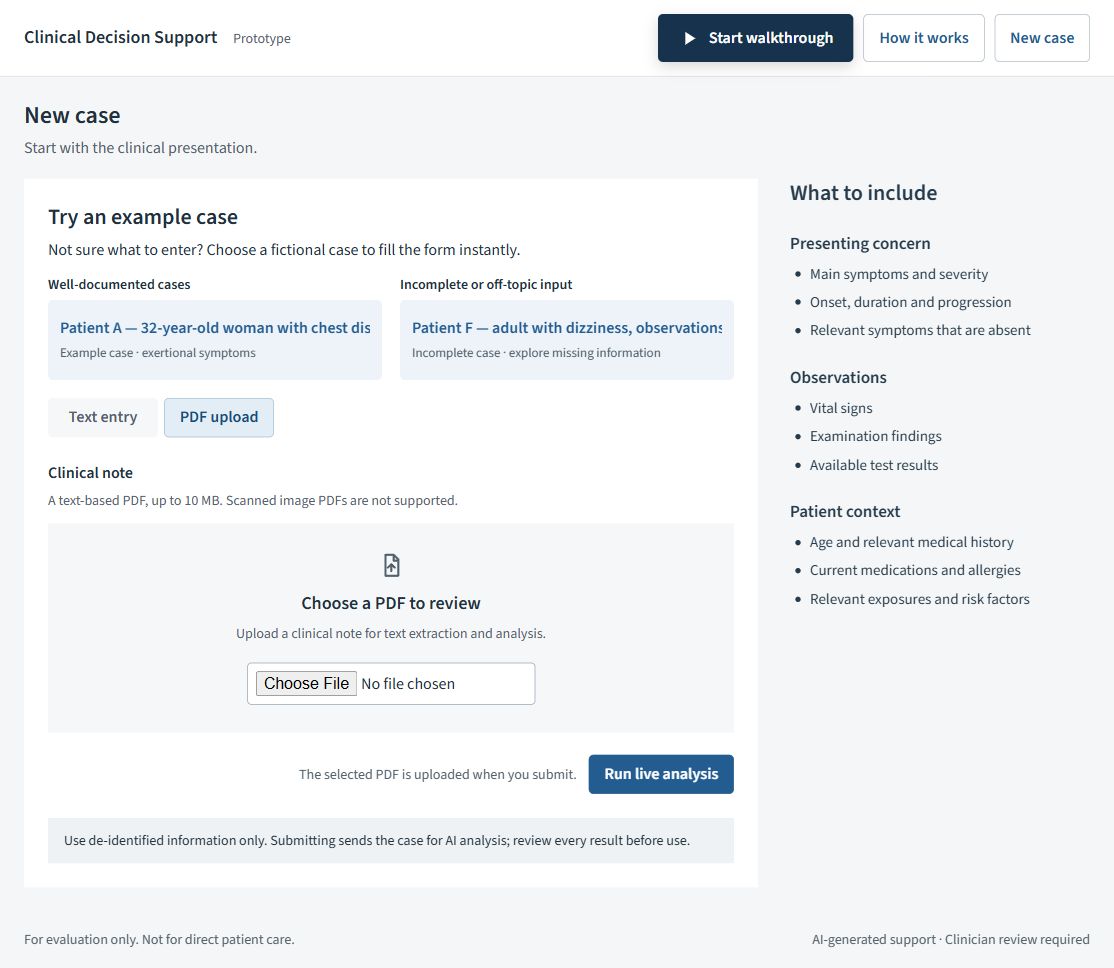 Clinical Decision Support Prototype
Start walkthrough
How it works
New case
New case
Start with the clinical presentation.
Try an example case
Not sure what to enter? Choose a fictional case to fill the form instantly.
Well-documented cases
Patient A — 32-year-old woman with chest dis
Example case · exertional symptoms
Incomplete or off-topic input
Patient F — adult with dizziness, observations
Incomplete case · explore missing information
Text entry
PDF upload
Clinical note
A text-based PDF, up to 10 MB. Scanned image PDFs are not supported.
Choose a PDF to review
Upload a clinical note for text extraction and analysis.
Choose File No file chosen
The selected PDF is uploaded when you submit.
Run live analysis
Use de-identified information only. Submitting sends the case for AI analysis; review every result before use.
What to include
Presenting concern
Main symptoms and severity
Onset, duration and progression
Relevant symptoms that are absent
Observations
Vital signs
Examination findings
Available test results
Patient context
Age and relevant medical history
Current medications and allergies
Relevant exposures and risk factors
For evaluation only. Not for direct patient care.
AI-generated support · Clinician review required